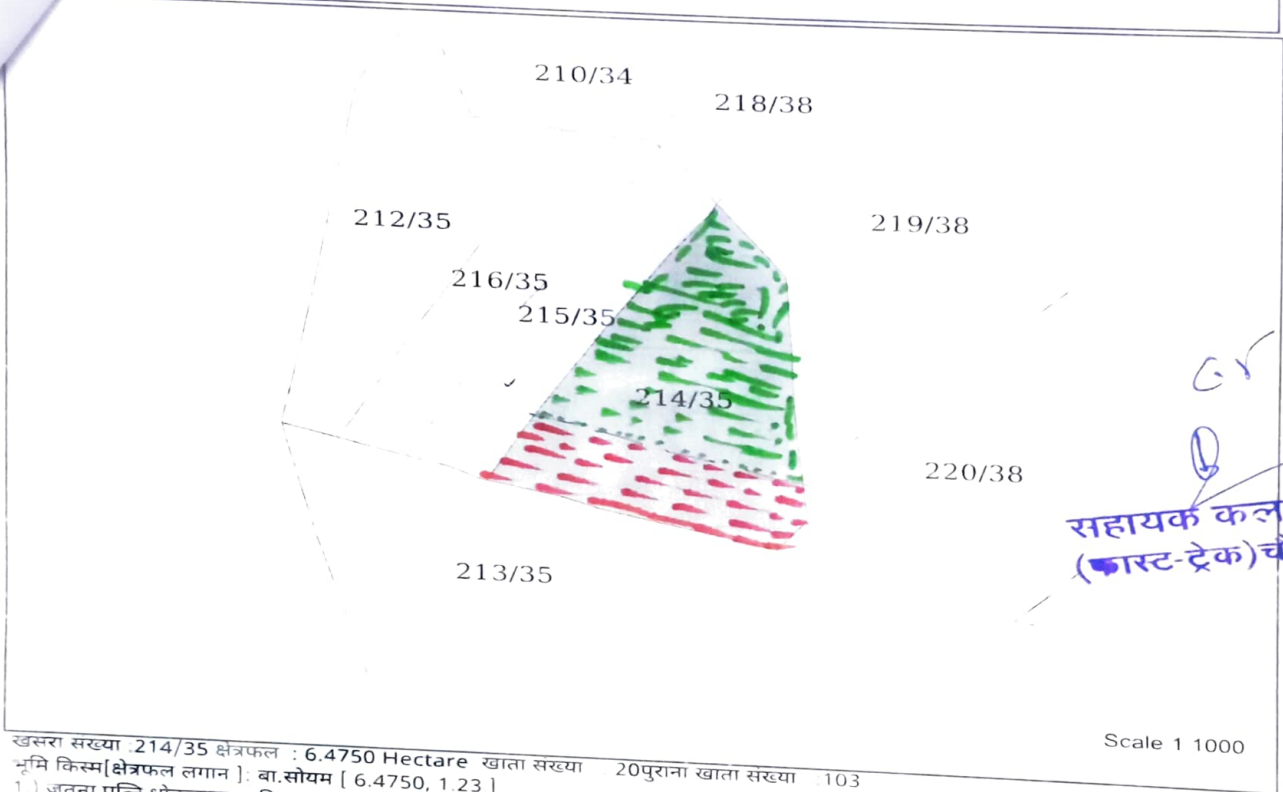 210/34
218/38
212/35
219/38
216/35
215/35
214/35
220/38
213/35
सहायक कल
(फास्ट-ट्रेक)
Scale 1 1000
खसरा संख्या :214/35 क्षेत्रफल : 6.4750 Hectare खाता संख्या 20पुराना खाता संख्या :103
भूमि किस्म[क्षेत्रफल लगान ]: बा.सोयम [ 6.4750, 1.23 ]